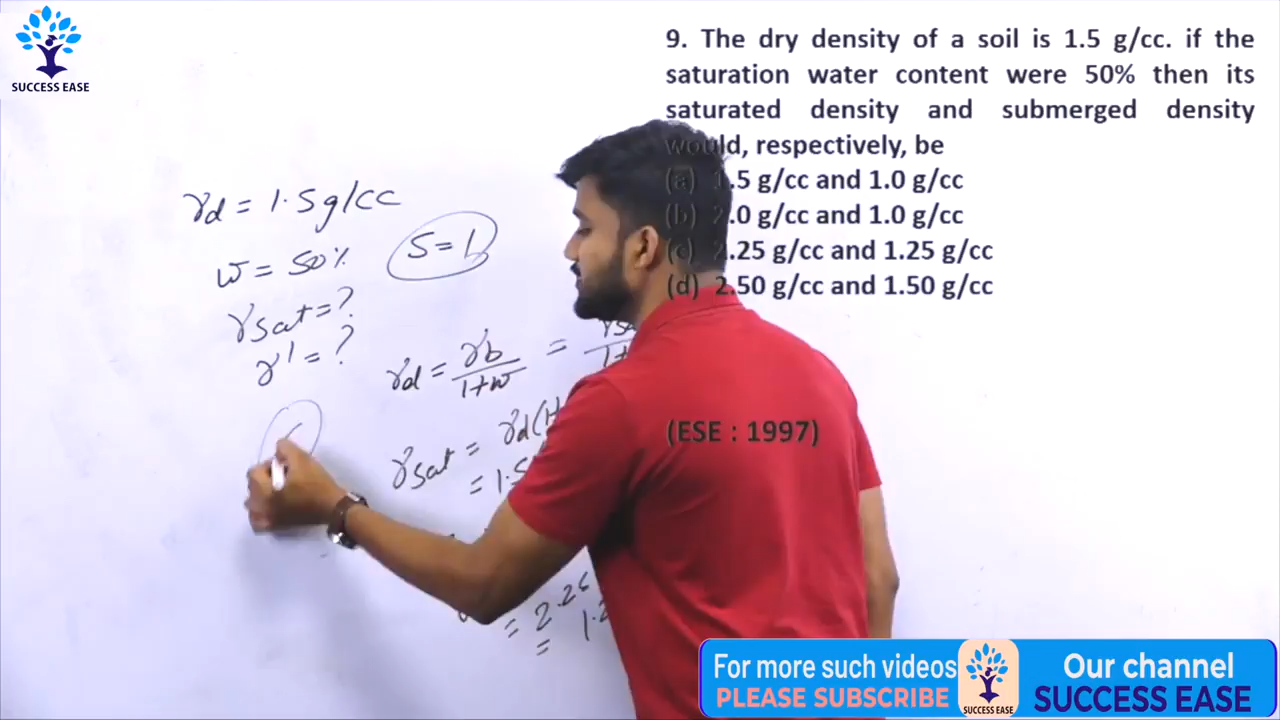 SUCCESS EASE
9. The dry density of a soil is 1.5 g/cc. if the
saturation water content were 50% then its
saturated density and submerged density
would, respectively, be
(a) 1.5 g/cc and 1.0 g/cc
(b) 2.0 g/cc and 1.0 g/cc
(c) 2.25 g/cc and 1.25 g/cc
(d) 2.50 g/cc and 1.50 g/cc
(ESE : 1997)
γd = 1.5g/cc
w = 50%
S = 1
γsat = ?
γ' = ?
γd = γb/1+w =
γsat = γd(1+
= 1.5
= 2.25
= 1.2
For more such videos
PLEASE SUBSCRIBE
SUCCESS EASE
Our channel
SUCCESS EASE